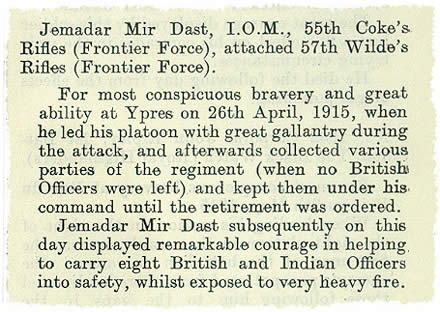 Jemadar Mir Dast, I.O.M., 55th Coke's
Rifles (Frontier Force), attached 57th Wilde's
Rifles (Frontier Force).
For most conspicuous bravery and great
ability at Ypres on 26th April, 1915, when
he led his platoon with great gallantry during
the attack, and afterwards collected various
parties of the regiment (when no British
Officers were left) and kept them under his
command until the retirement was ordered.
Jemadar Mir Dast subsequently on this
day displayed remarkable courage in helping
to carry eight British and Indian Officers
into safety, whilst exposed to very heavy fire.